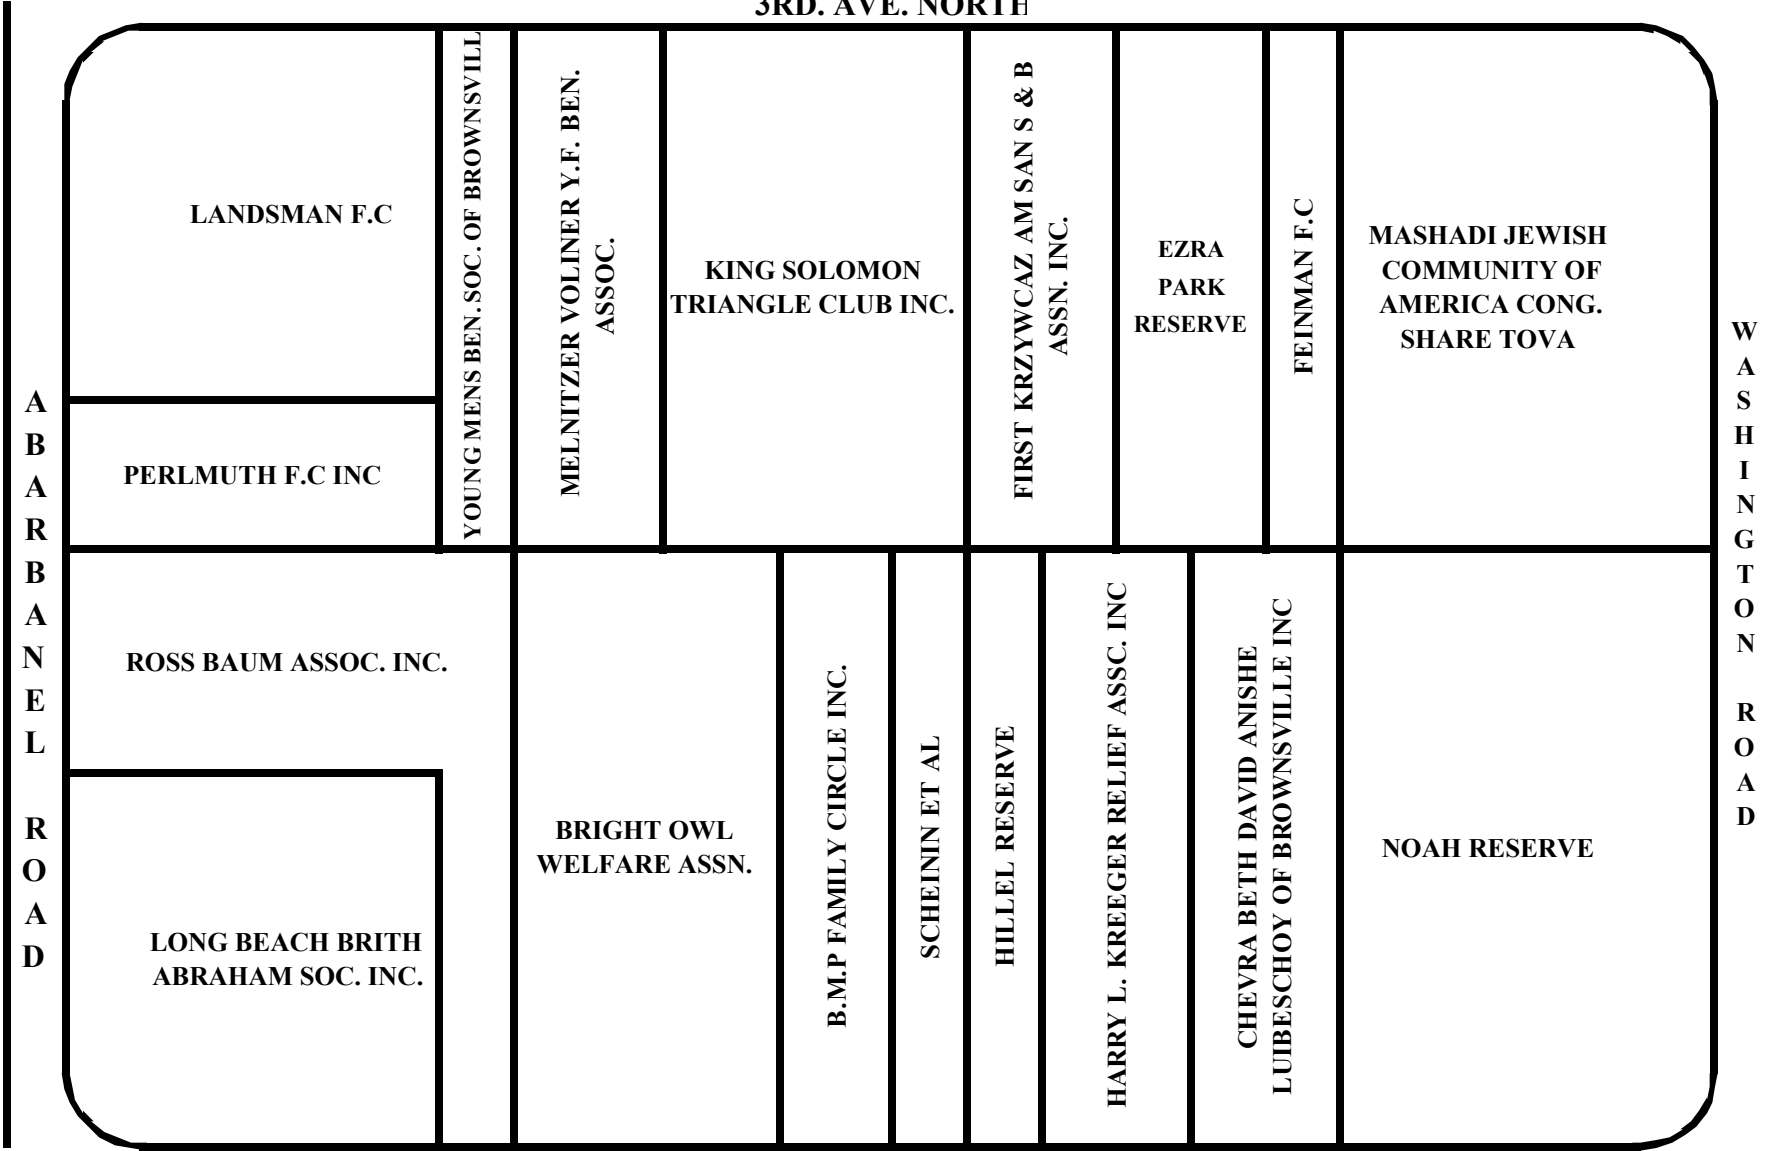 3RD. AVE. NORTH
LANDSMAN F.C
PERLMUTH F.C INC
YOUNG MENS BEN. SOC. OF BROWNSVILL
MELNITZER VOLINER Y.F. BEN.
ASSOC.
KING SOLOMON
TRIANGLE CLUB INC.
FIRST KRZYWCAZ AM SAN S & B
ASSN. INC.
EZRA
PARK
RESERVE
FEINMAN F.C
MASHADI JEWISH
COMMUNITY OF
AMERICA CONG.
SHARE TOVA
ABARBANEL ROAD
WASHINGTON ROAD
ROSS BAUM ASSOC. INC.
LONG BEACH BRITH
ABRAHAM SOC. INC.
BRIGHT OWL
WELFARE ASSN.
B.M.P FAMILY CIRCLE INC.
SCHEININ ET AL
HILLEL RESERVE
HARRY L. KREEGER RELIEF ASSC. INC
CHEVRA BETH DAVID ANISHE
LUIBESCHOY OF BROWNSVILLE INC
NOAH RESERVE